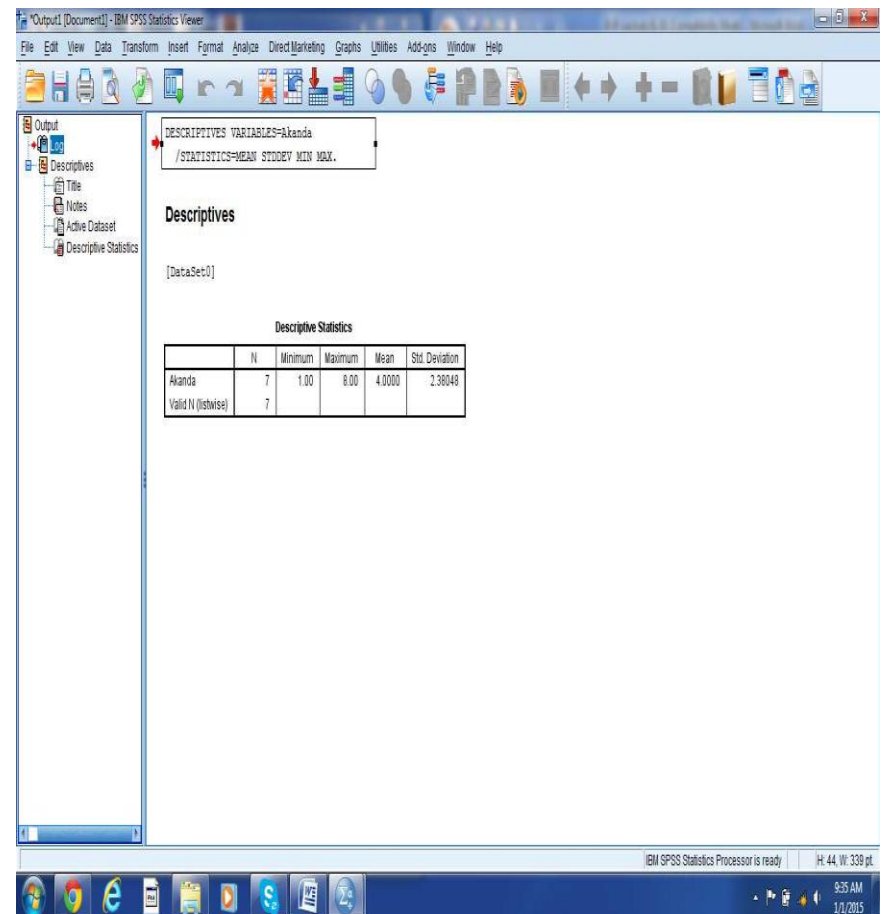 *Output1 [Document1] - IBM SPSS Statistics Viewer
File Edit View Data Transform Insert Format Analyze Direct Marketing Graphs Utilities Add-ons Window Help
Output
Log
Descriptives
Title
Notes
Active Dataset
Descriptive Statistics
DESCRIPTIVES VARIABLES=Akanda
/STATISTICS=MEAN STDDEV MIN MAX.
Descriptives
[DataSet0]
Descriptive Statistics
N Minimum Maximum Mean Std. Deviation
Akanda 7 1.00 8.00 4.0000 2.38048
Valid N (listwise) 7
IBM SPSS Statistics Processor is ready H: 44, W: 339 pt.
9:35 AM
1/1/2015